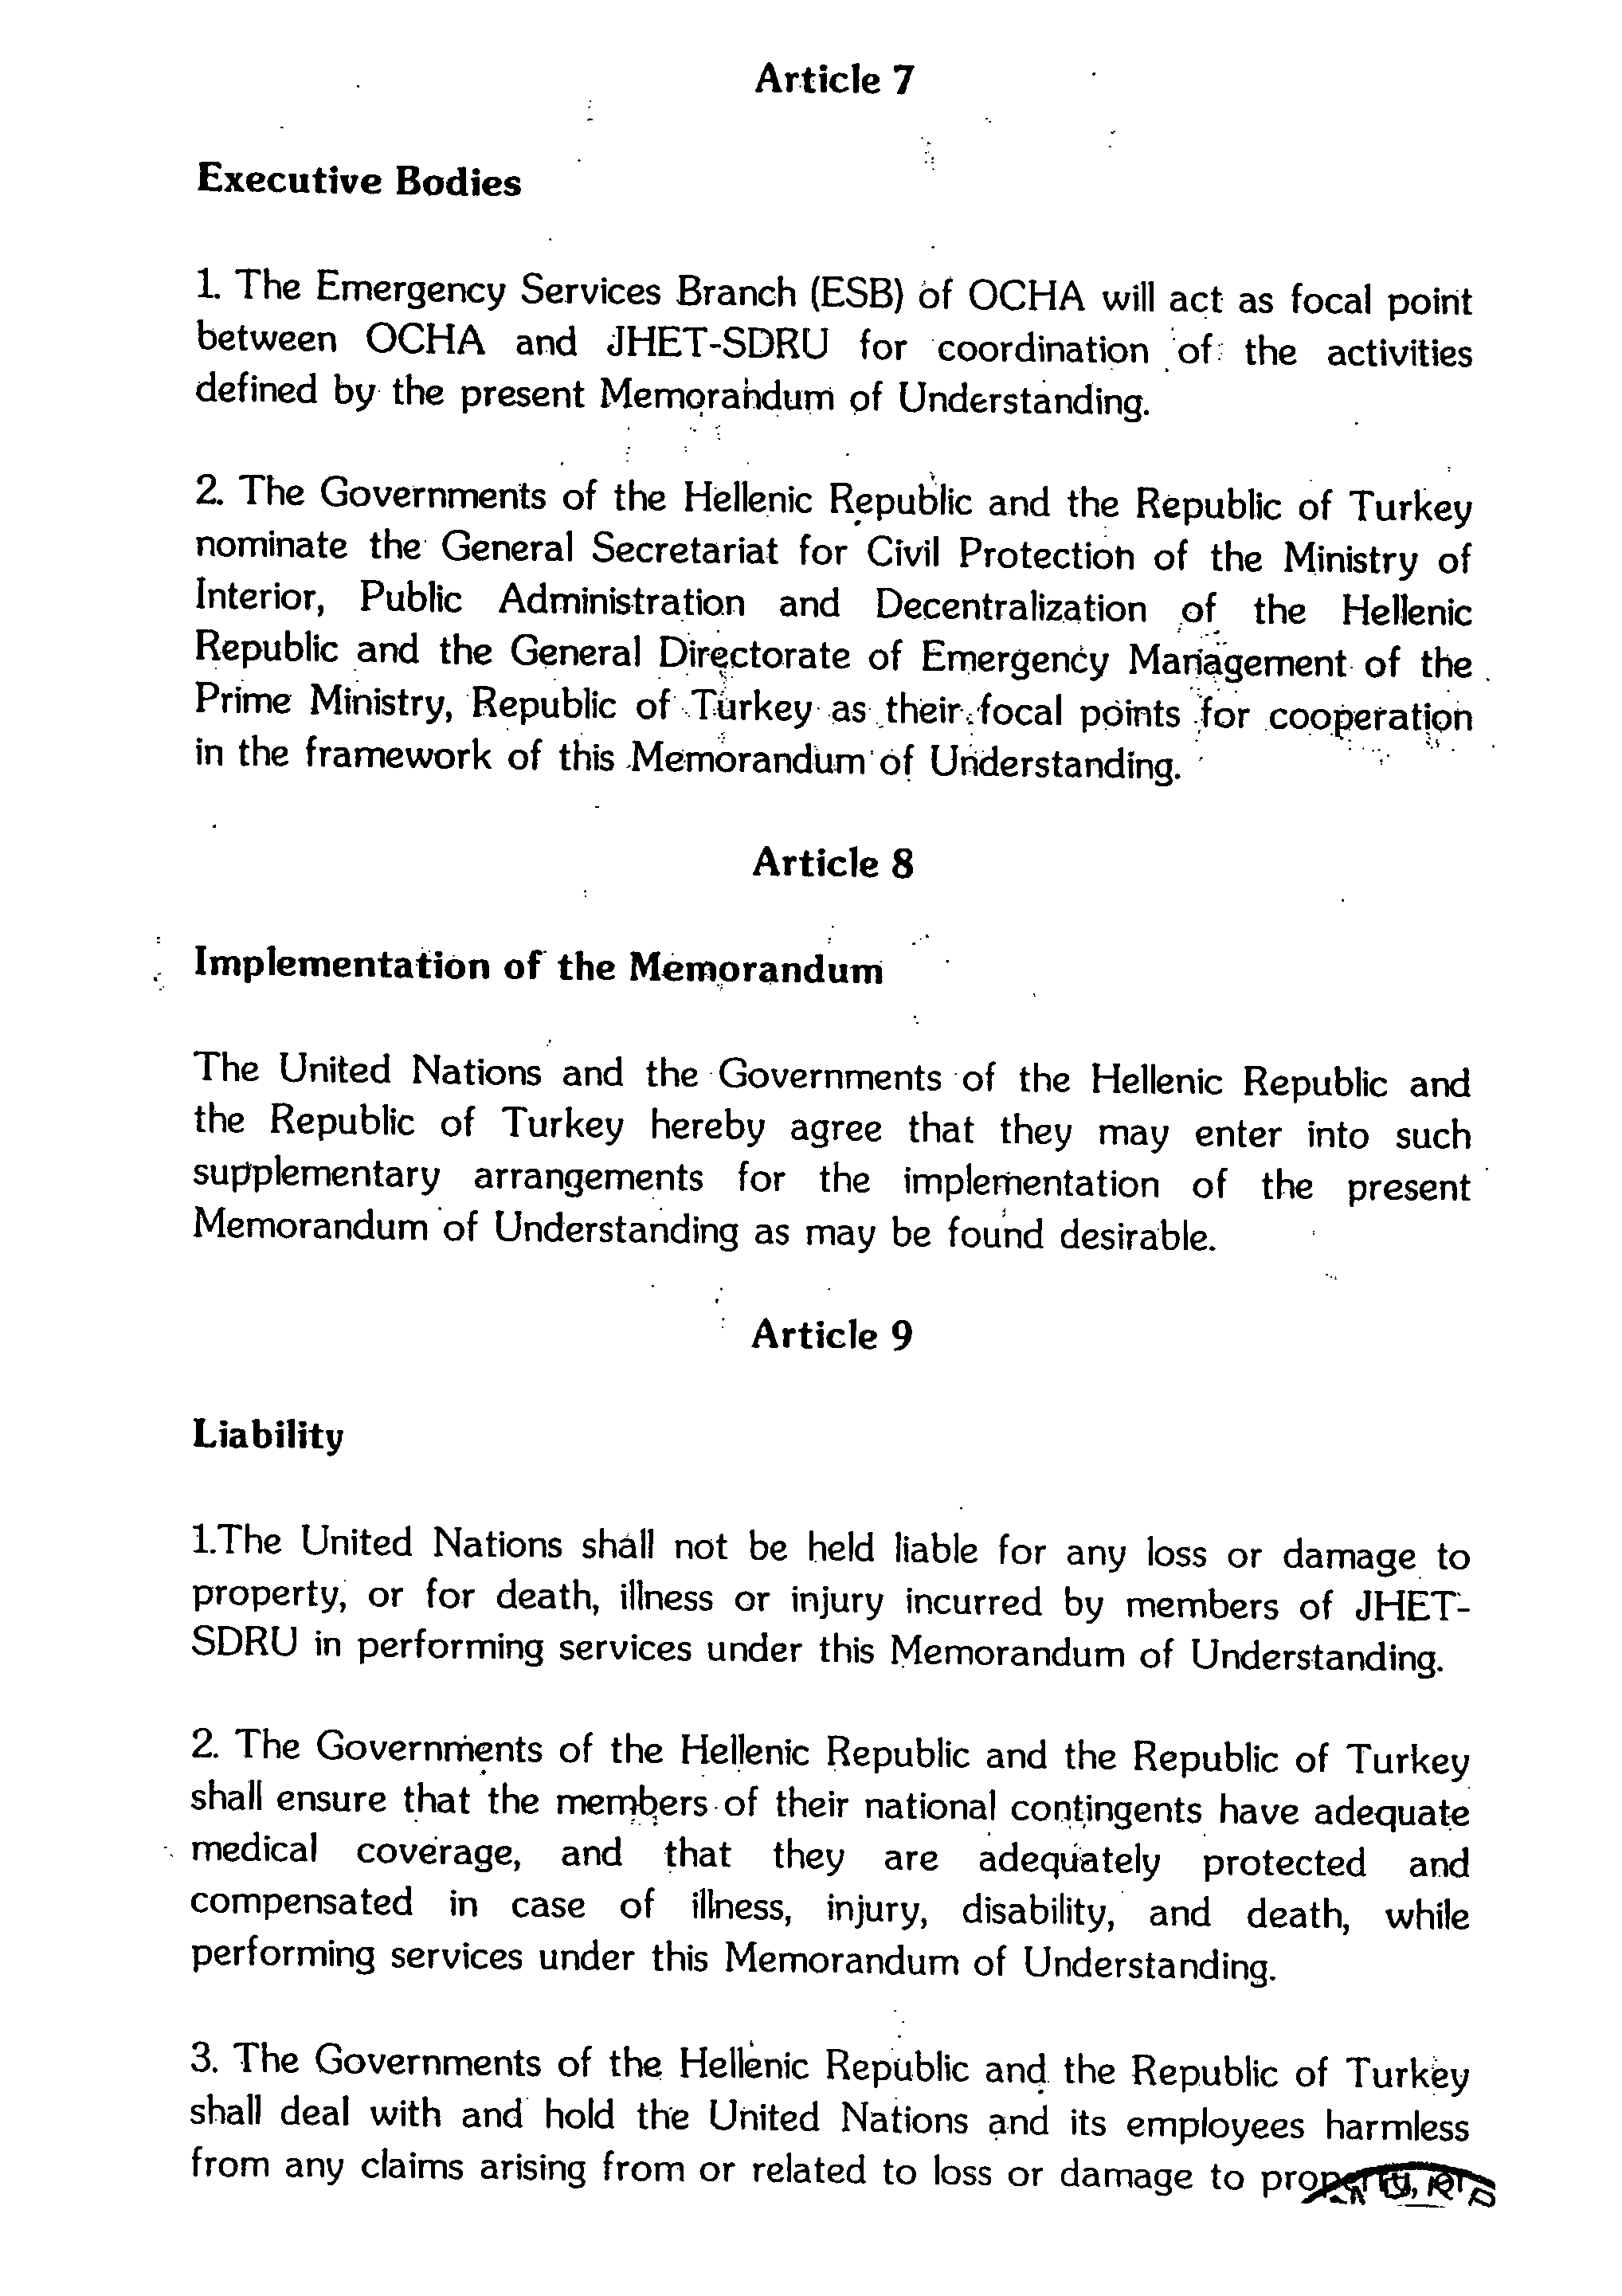 Article 7
Executive Bodies
1. The Emergency Services Branch (ESB) of OCHA will act as focal point
between OCHA and JHET-SDRU for coordination of the activities
defined by the present Memorandum of Understanding.
2. The Governments of the Hellenic Republic and the Republic of Turkey
nominate the General Secretariat for Civil Protection of the Ministry of
Interior, Public Administration and Decentralization of the Hellenic
Republic and the General Directorate of Emergency Management of the
Prime Ministry, Republic of Turkey as their focal points for cooperation
in the framework of this Memorandum of Understanding.
Article 8
Implementation of the Memorandum
The United Nations and the Governments of the Hellenic Republic and
the Republic of Turkey hereby agree that they may enter into such
supplementary arrangements for the implementation of the present
Memorandum of Understanding as may be found desirable.
Article 9
Liability
1.The United Nations shall not be held liable for any loss or damage to
property, or for death, illness or injury incurred by members of JHET-
SDRU in performing services under this Memorandum of Understanding.
2. The Governments of the Hellenic Republic and the Republic of Turkey
shall ensure that the members of their national contingents have adequate
medical coverage, and that they are adequately protected and
compensated in case of illness, injury, disability, and death, while
performing services under this Memorandum of Understanding.
3. The Governments of the Hellenic Republic and the Republic of Turkey
shall deal with and hold the United Nations and its employees harmless
from any claims arising from or related to loss or damage to property, or